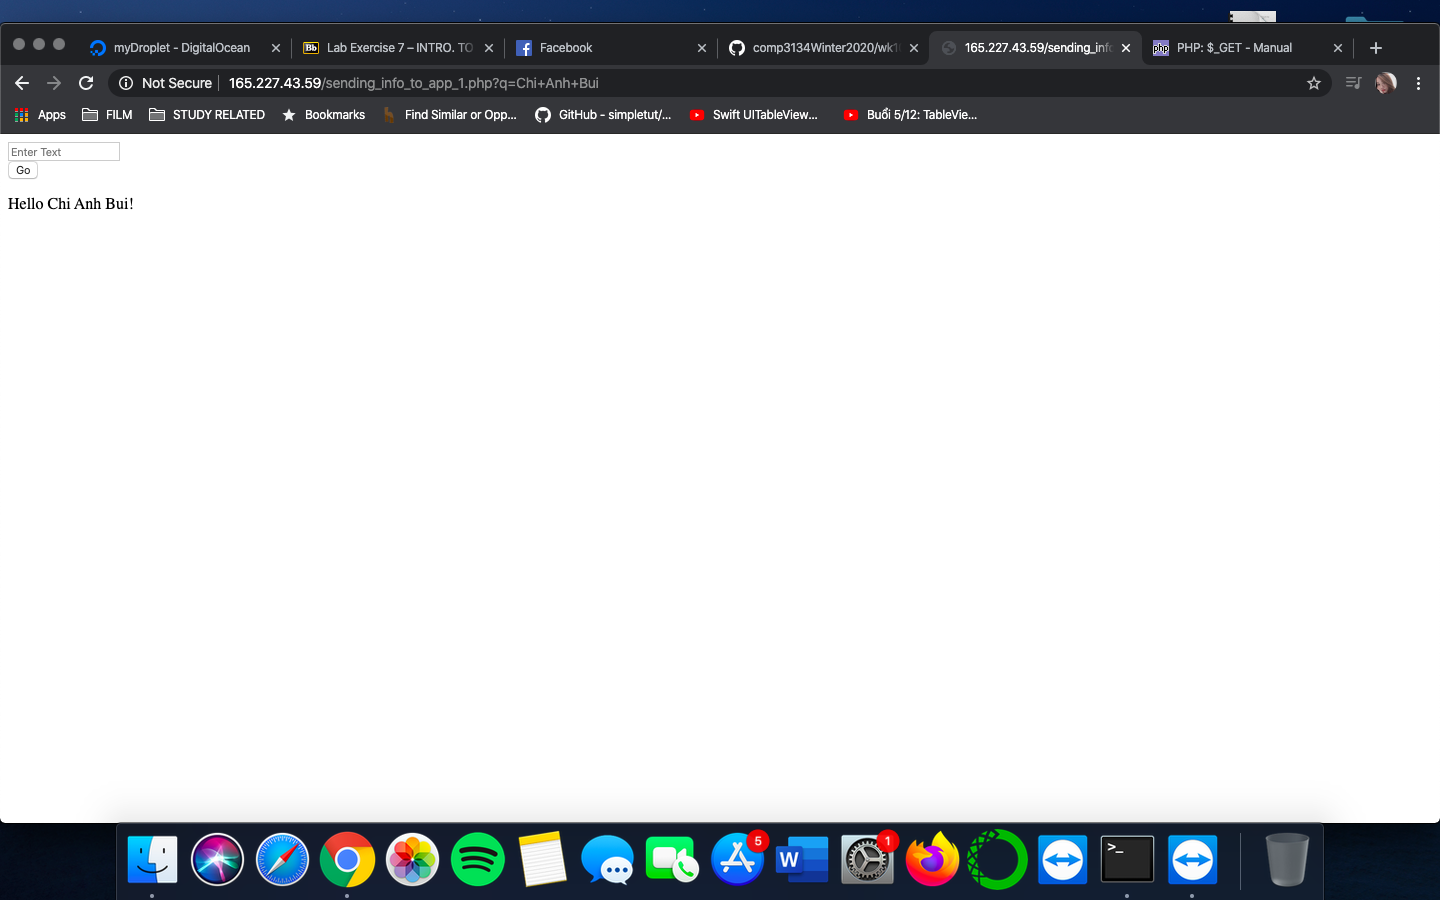 myDroplet - DigitalOcean
Lab Exercise 7 – INTRO. TO
Facebook
comp3134Winter2020/wk1
165.227.43.59/sending_info
php
PHP: $_GET - Manual
Not Secure
165.227.43.59/sending_info_to_app_1.php?q=Chi+Anh+Bui
Apps
FILM
STUDY RELATED
Bookmarks
Find Similar or Opp...
GitHub - simpletut/...
Swift UITableView...
Buổi 5/12: TableVie...
Enter Text
Go
Hello Chi Anh Bui!
5
W
1
>_